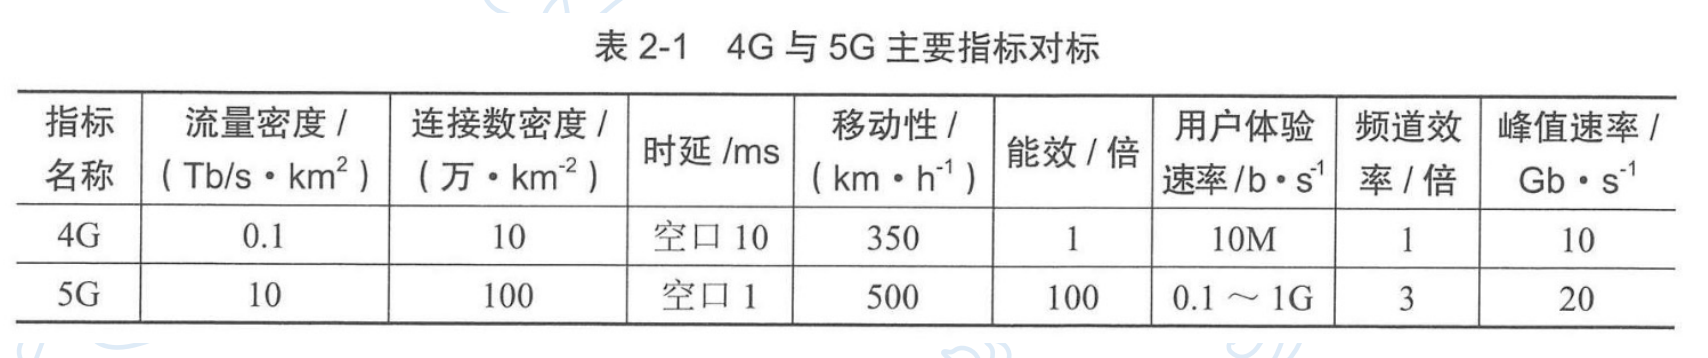 表 2-1 4G 与 5G 主要指标对标
指标名称 流量密度 /（Tb/s·km²） 连接数密度 /（万·km⁻²） 时延 /ms 移动性 /（km·h⁻¹） 能效 / 倍 用户体验速率 /b·s⁻¹ 频道效率 / 倍 峰值速率 / Gb·s⁻¹
4G 0.1 10 空口 10 350 1 10M 1 10
5G 10 100 空口 1 500 100 0.1 ～ 1G 3 20